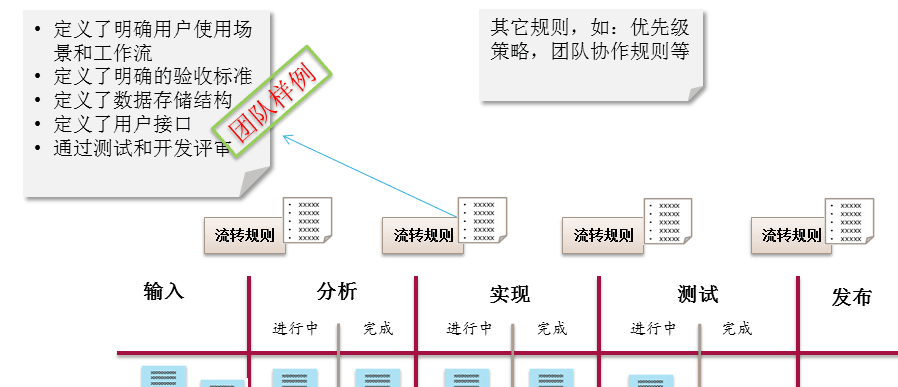 • 定义了明确用户使用场
景和工作流
• 定义了明确的验收标准
• 定义了数据存储结构
• 定义了用户接口
• 通过测试和开发评审
团队样例
其它规则，如：优先级
策略，团队协作规则等
流转规则
• xxxxx
• xxxxx
• xxxxx
• xxxxx
• xxxxx
流转规则
• xxxxx
• xxxxx
• xxxxx
• xxxxx
• xxxxx
流转规则
• xxxxx
• xxxxx
• xxxxx
• xxxxx
• xxxxx
流转规则
• xxxxx
• xxxxx
• xxxxx
• xxxxx
• xxxxx
输入
分析
实现
测试
发布
进行中
完成
进行中
完成
进行中
完成